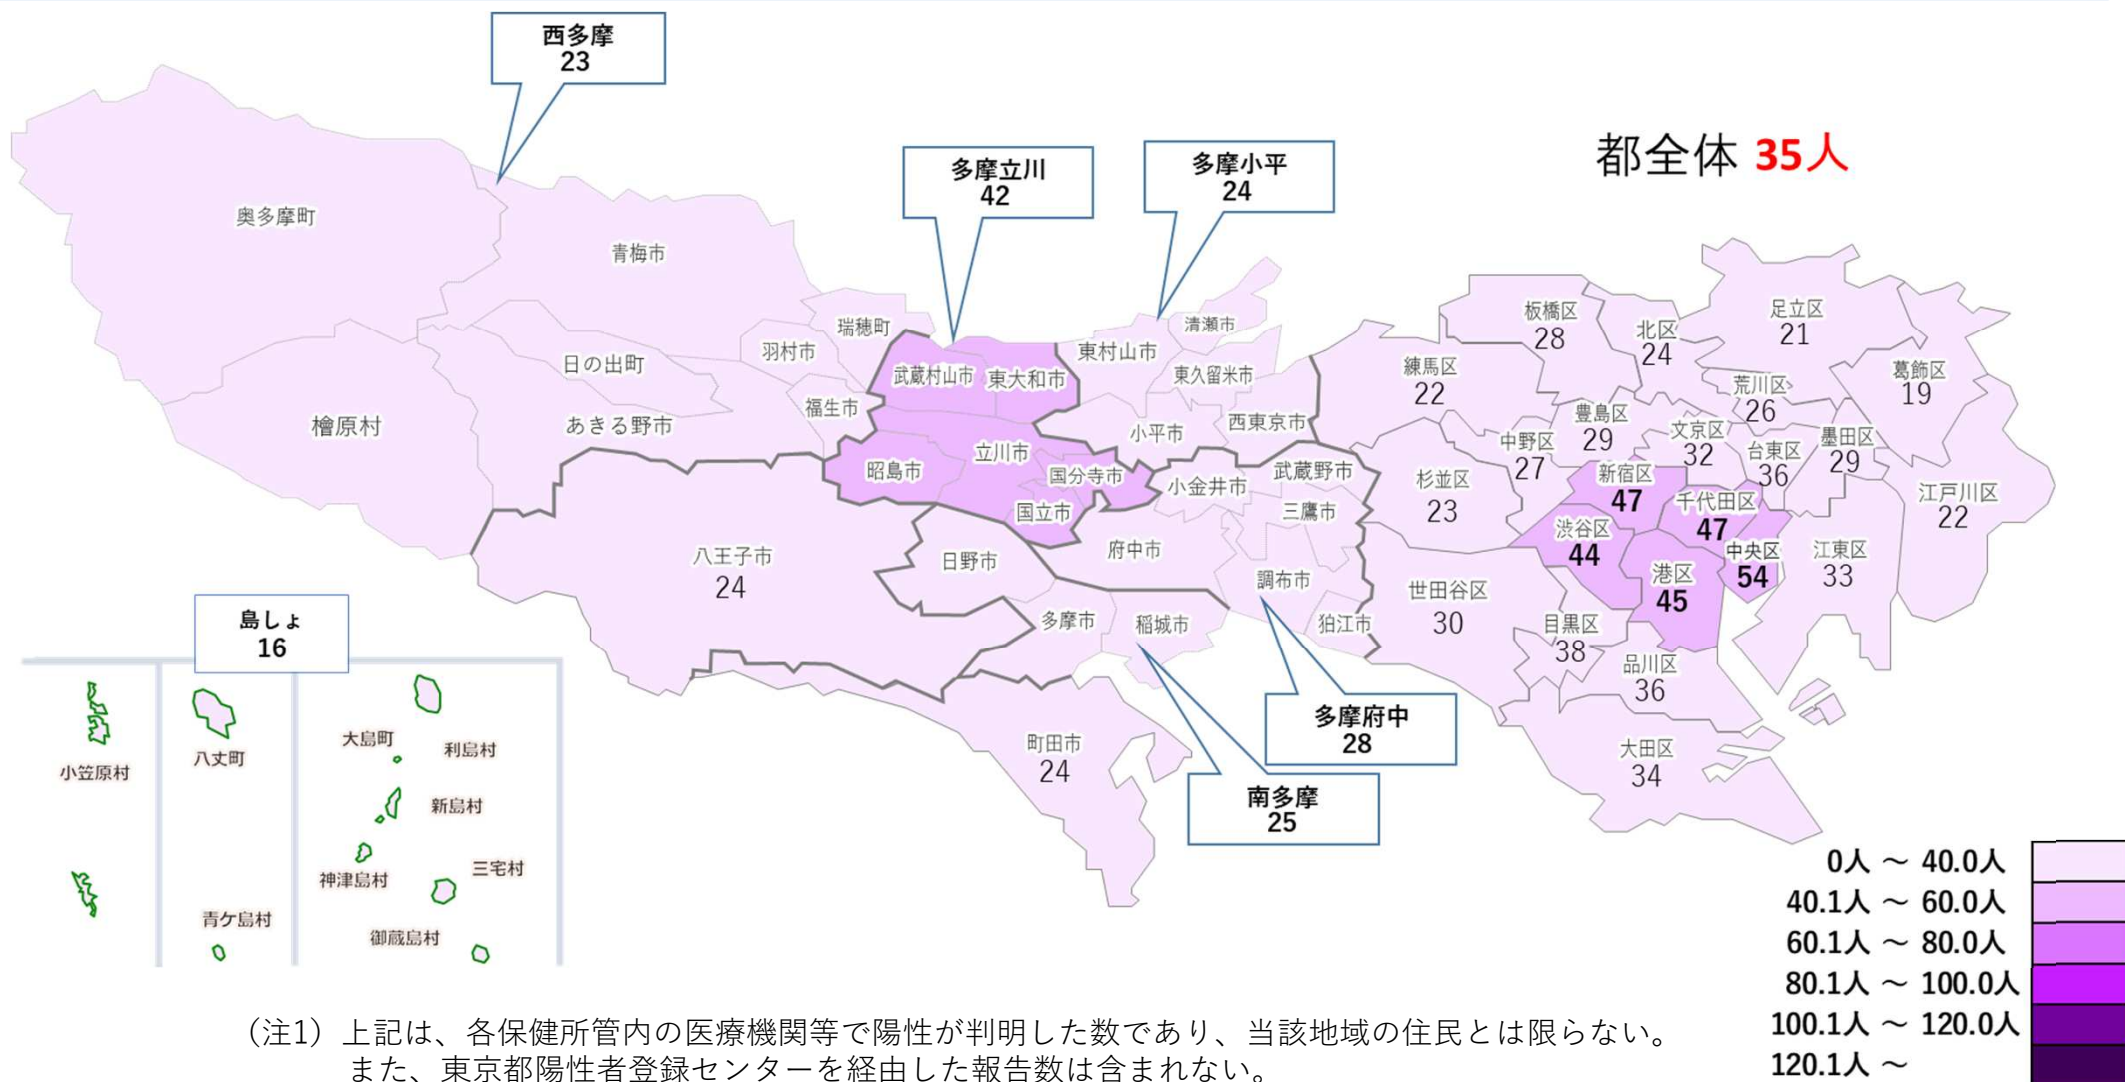 西多摩
23
多摩立川
42
多摩小平
24
都全体 35人
奥多摩町
青梅市
瑞穂町
羽村市
日の出町
福生市
檜原村
あきる野市
武蔵村山市
東大和市
昭島市
立川市
国分寺市
国立市
東村山市
清瀬市
東久留米市
小平市
西東京市
小金井市
武蔵野市
三鷹市
府中市
調布市
狛江市
八王子市
24
日野市
多摩市
稲城市
町田市
24
多摩府中
28
南多摩
25
板橋区
28
北区
24
足立区
21
葛飾区
19
練馬区
22
荒川区
26
豊島区
29
文京区
32
台東区
36
墨田区
29
中野区
27
杉並区
23
新宿区
47
千代田区
47
江戸川区
22
渋谷区
44
中央区
54
江東区
33
港区
45
世田谷区
30
目黒区
38
品川区
36
大田区
34
島しょ
16
小笠原村
八丈町
青ケ島村
大島町
利島村
新島村
神津島村
三宅村
御蔵島村
0人 ～ 40.0人
40.1人 ～ 60.0人
60.1人 ～ 80.0人
80.1人 ～ 100.0人
100.1人 ～ 120.0人
120.1人 ～
（注1）上記は、各保健所管内の医療機関等で陽性が判明した数であり、当該地域の住民とは限らない。
また、東京都陽性者登録センターを経由した報告数は含まれない。